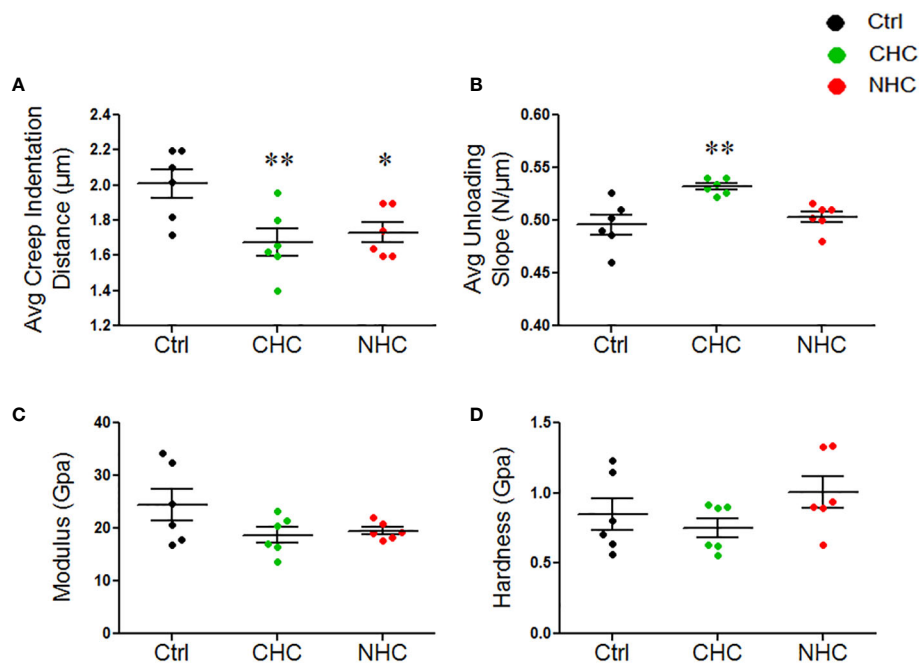 Ctrl
CHC
NHC
A
Avg Creep Indentation
Distance (μm)
2.4
2.2
2.0
1.8
1.6
1.4
1.2
**
*
Ctrl
CHC
NHC
B
Avg Unloading
Slope (N/μm)
0.60
0.55
0.50
0.45
0.40
**
Ctrl
CHC
NHC
C
Modulus (Gpa)
40
30
20
10
0
Ctrl
CHC
NHC
D
Hardness (Gpa)
1.5
1.0
0.5
0.0
Ctrl
CHC
NHC